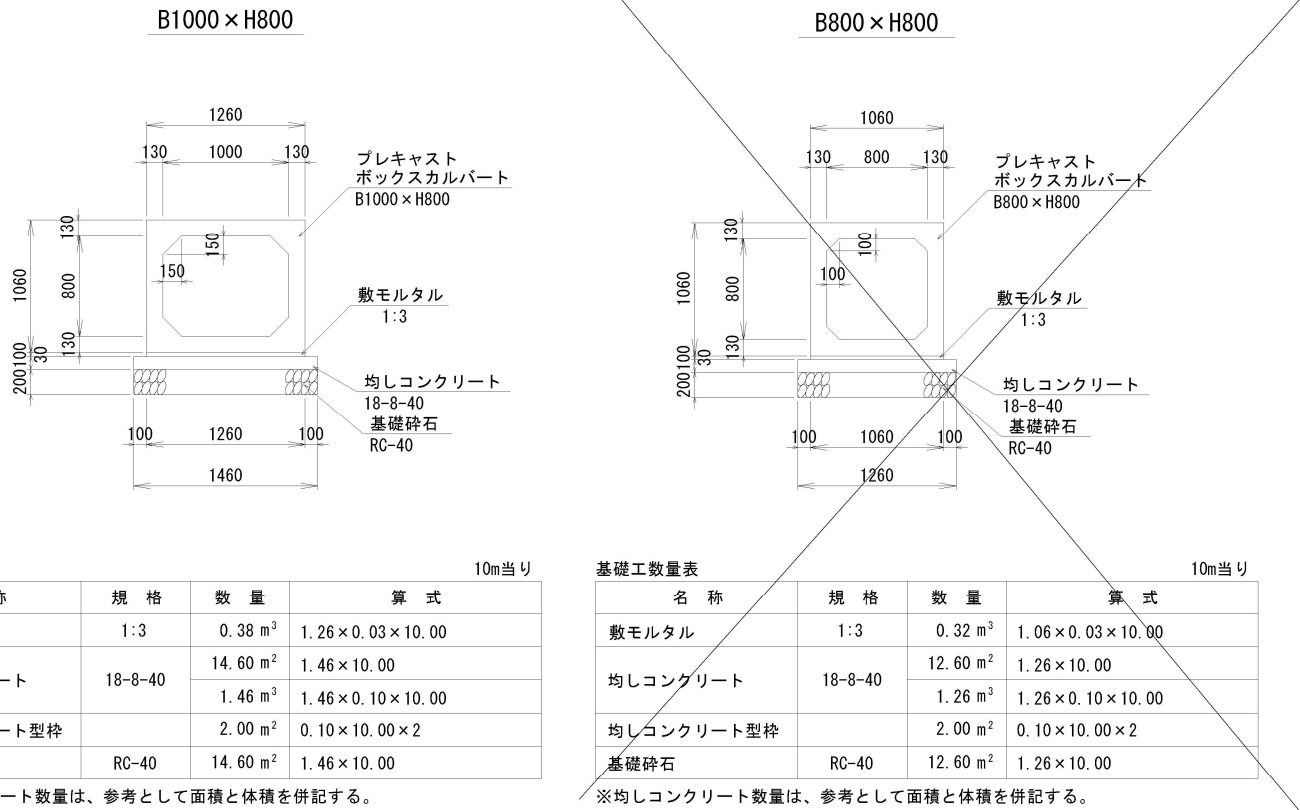 B1000×H800
1260
130 1000 130
プレキャスト
ボックスカルバート
B1000×H800
130
150
150
1060
800
敷モルタル
1:3
130
30
100
200
均しコンクリート
18-8-40
基礎砕石
RC-40
100 1260 100
1460
10m当り
称 規 格 数 量 算 式
1:3 0.38 m³ 1.26×0.03×10.00
ート 18-8-40 14.60 m² 1.46×10.00
1.46 m³ 1.46×0.10×10.00
ート型枠 2.00 m² 0.10×10.00×2
RC-40 14.60 m² 1.46×10.00
ート数量は、参考として面積と体積を併記する。
B800×H800
1060
130 800 130
プレキャスト
ボックスカルバート
B800×H800
130
100
100
1060
800
敷モルタル
1:3
130
30
100
200
均しコンクリート
18-8-40
基礎砕石
RC-40
100 1060 100
1260
基礎工数量表 10m当り
名 称 規 格 数 量 算 式
敷モルタル 1:3 0.32 m³ 1.06×0.03×10.00
均しコンクリート 18-8-40 12.60 m² 1.26×10.00
1.26 m³ 1.26×0.10×10.00
均しコンクリート型枠 2.00 m² 0.10×10.00×2
基礎砕石 RC-40 12.60 m² 1.26×10.00
※均しコンクリート数量は、参考として面積と体積を併記する。